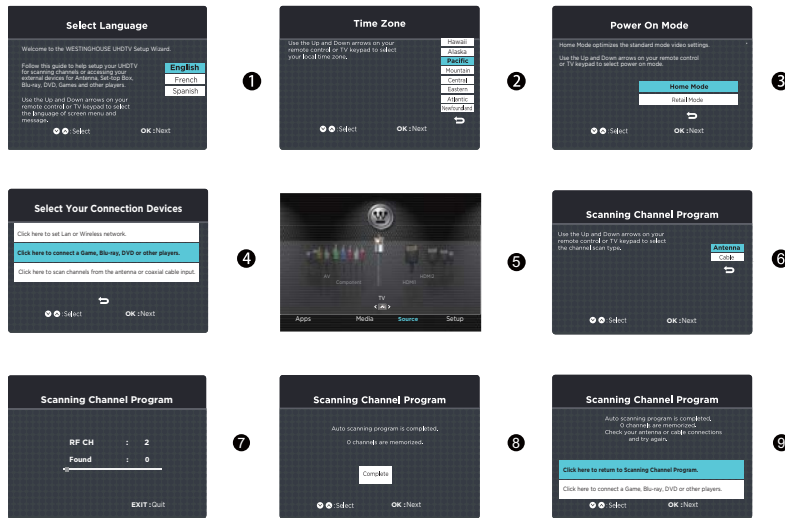 Select Language
Welcome to the WESTINGHOUSE UHDTV Setup Wizard.
Follow this guide to help setup your UHDTV
for scanning channels or accessing your
external devices for Antenna, Set-top Box,
Blu-ray, DVD, Games and other players.
Use the Up and Down arrows on your
remote control or TV keypad to select
the language of screen menu and
message.
English
French
Spanish
:Select
OK :Next
1
Time Zone
Use the Up and Down arrows on your
remote control or TV keypad to select
your local time zone.
Hawaii
Alaska
Pacific
Mountain
Central
Eastern
Atlantic
Newfoundland
:Select
OK :Next
2
Power On Mode
Home Mode optimizes the standard mode video settings.
Use the Up and Down arrows on your remote control
or TV keypad to select power on mode.
Home Mode
Retail Mode
:Select
OK :Next
3
Select Your Connection Devices
Click here to set Lan or Wireless network.
Click here to connect a Game, Blu-ray, DVD or other players.
Click here to scan channels from the antenna or coaxial cable input.
:Select
OK :Next
4
W
AV
Component
HDMI
TV
Apps
Media
Source
Setup
5
Scanning Channel Program
Use the Up and Down arrows on your
remote control or TV keypad to select
the channel scan type.
Antenna
Cable
:Select
OK :Next
6
Scanning Channel Program
RF CH : 2
Found : 0
EXIT :Quit
7
Scanning Channel Program
Auto scanning program is completed,
0 channels are memorized.
Complete
:Select
OK :Next
8
Scanning Channel Program
Auto scanning program is completed,
0 channels are memorized.
Check your antenna or cable connections
and try again.
Click here to return to Scanning Channel Program.
Click here to connect a Game, Blu-ray, DVD or other players.
:Select
OK :Next
9